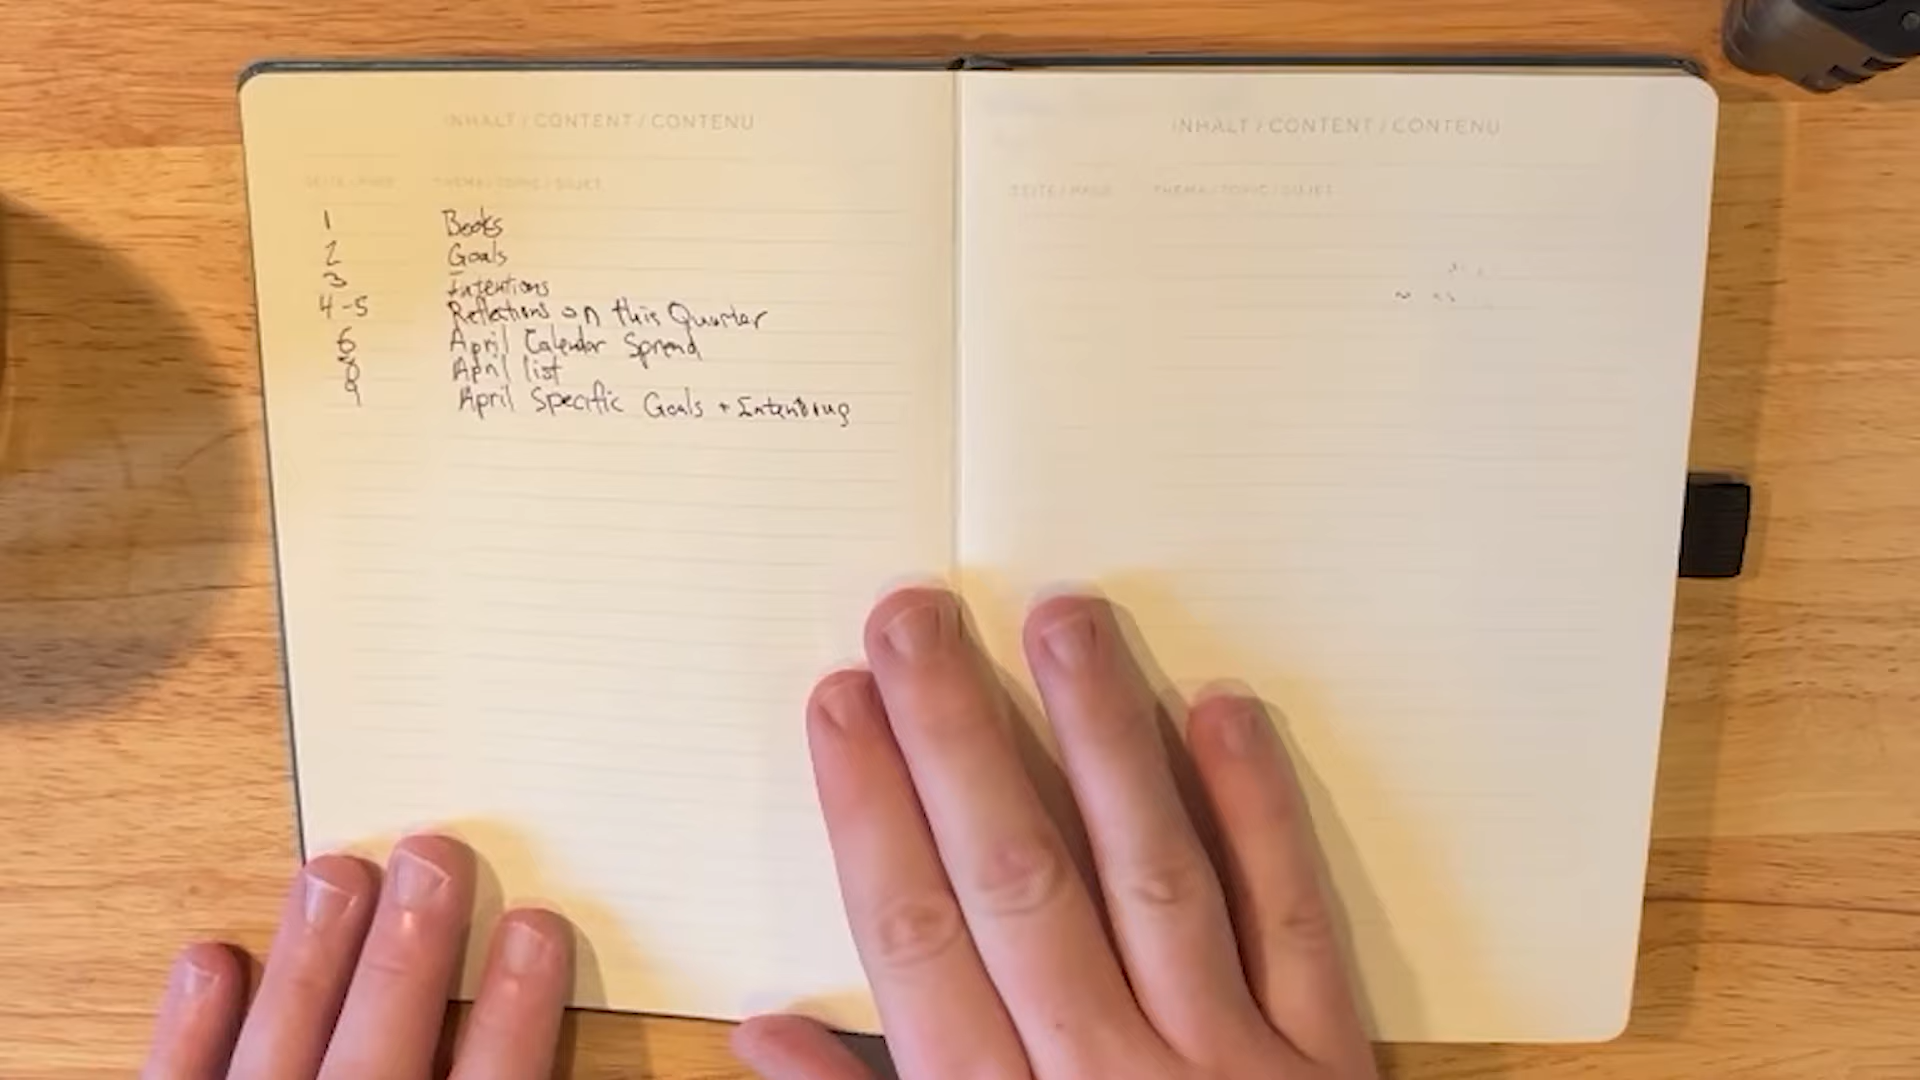 INHALT / CONTENT / CONTENU
SEITE / PAGE THEMA / TOPIC / SUJET
1 Books
2 Goals
3 Intentions
4-5 Reflections on this Quarter
6 April Calendar Spread
8 April list
9 April Specific Goals + Intentions
INHALT / CONTENT / CONTENU
SEITE / PAGE THEMA / TOPIC / SUJET